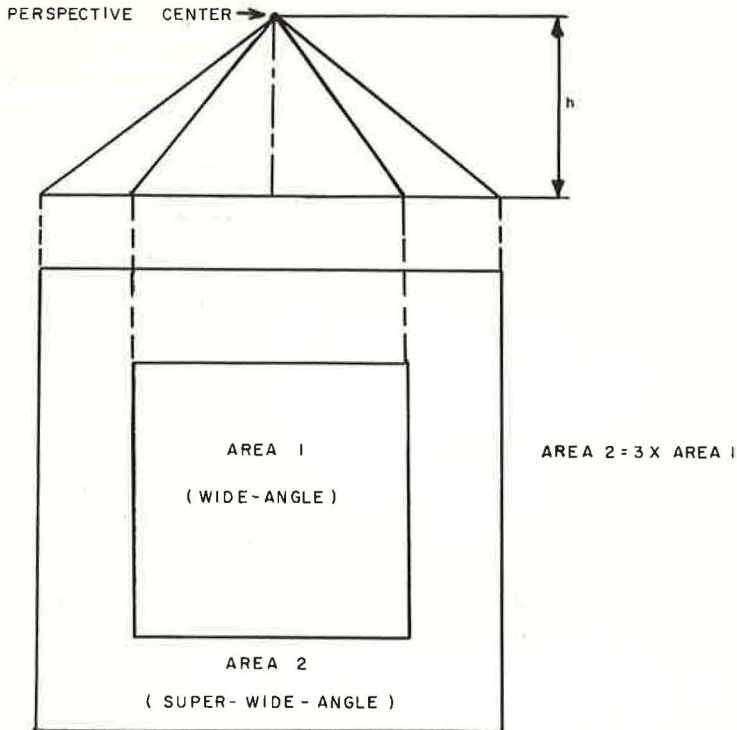 PERSPECTIVE CENTER
h
AREA 1
(WIDE-ANGLE)
AREA 2 = 3 X AREA 1
AREA 2
( SUPER-WIDE-ANGLE)